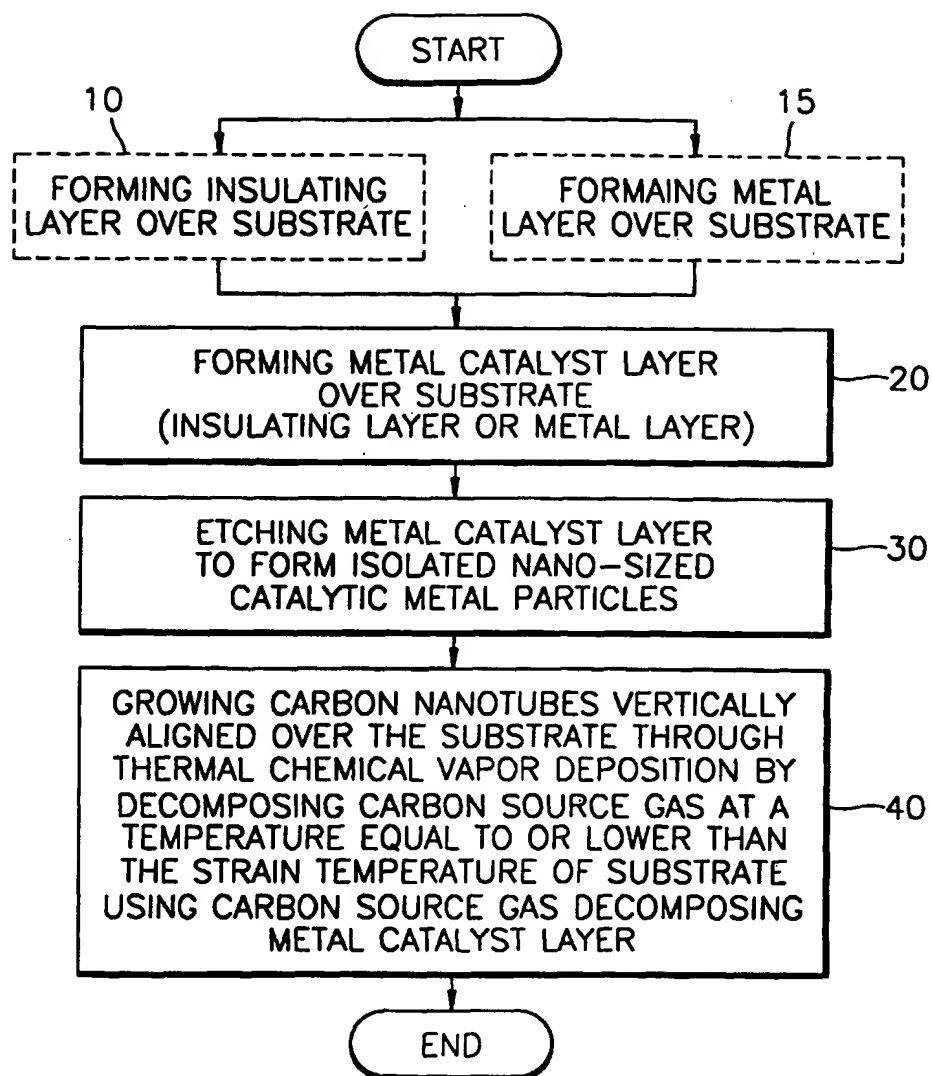 START
10
15
FORMING INSULATING
LAYER OVER SUBSTRATE
FORMAING METAL
LAYER OVER SUBSTRATE
FORMING METAL CATALYST LAYER
OVER SUBSTRATE
(INSULATING LAYER OR METAL LAYER)
20
ETCHING METAL CATALYST LAYER
TO FORM ISOLATED NANO-SIZED
CATALYTIC METAL PARTICLES
30
GROWING CARBON NANOTUBES VERTICALLY
ALIGNED OVER THE SUBSTRATE THROUGH
THERMAL CHEMICAL VAPOR DEPOSITION BY
DECOMPOSING CARBON SOURCE GAS AT A
TEMPERATURE EQUAL TO OR LOWER THAN
THE STRAIN TEMPERATURE OF SUBSTRATE
USING CARBON SOURCE GAS DECOMPOSING
METAL CATALYST LAYER
40
END